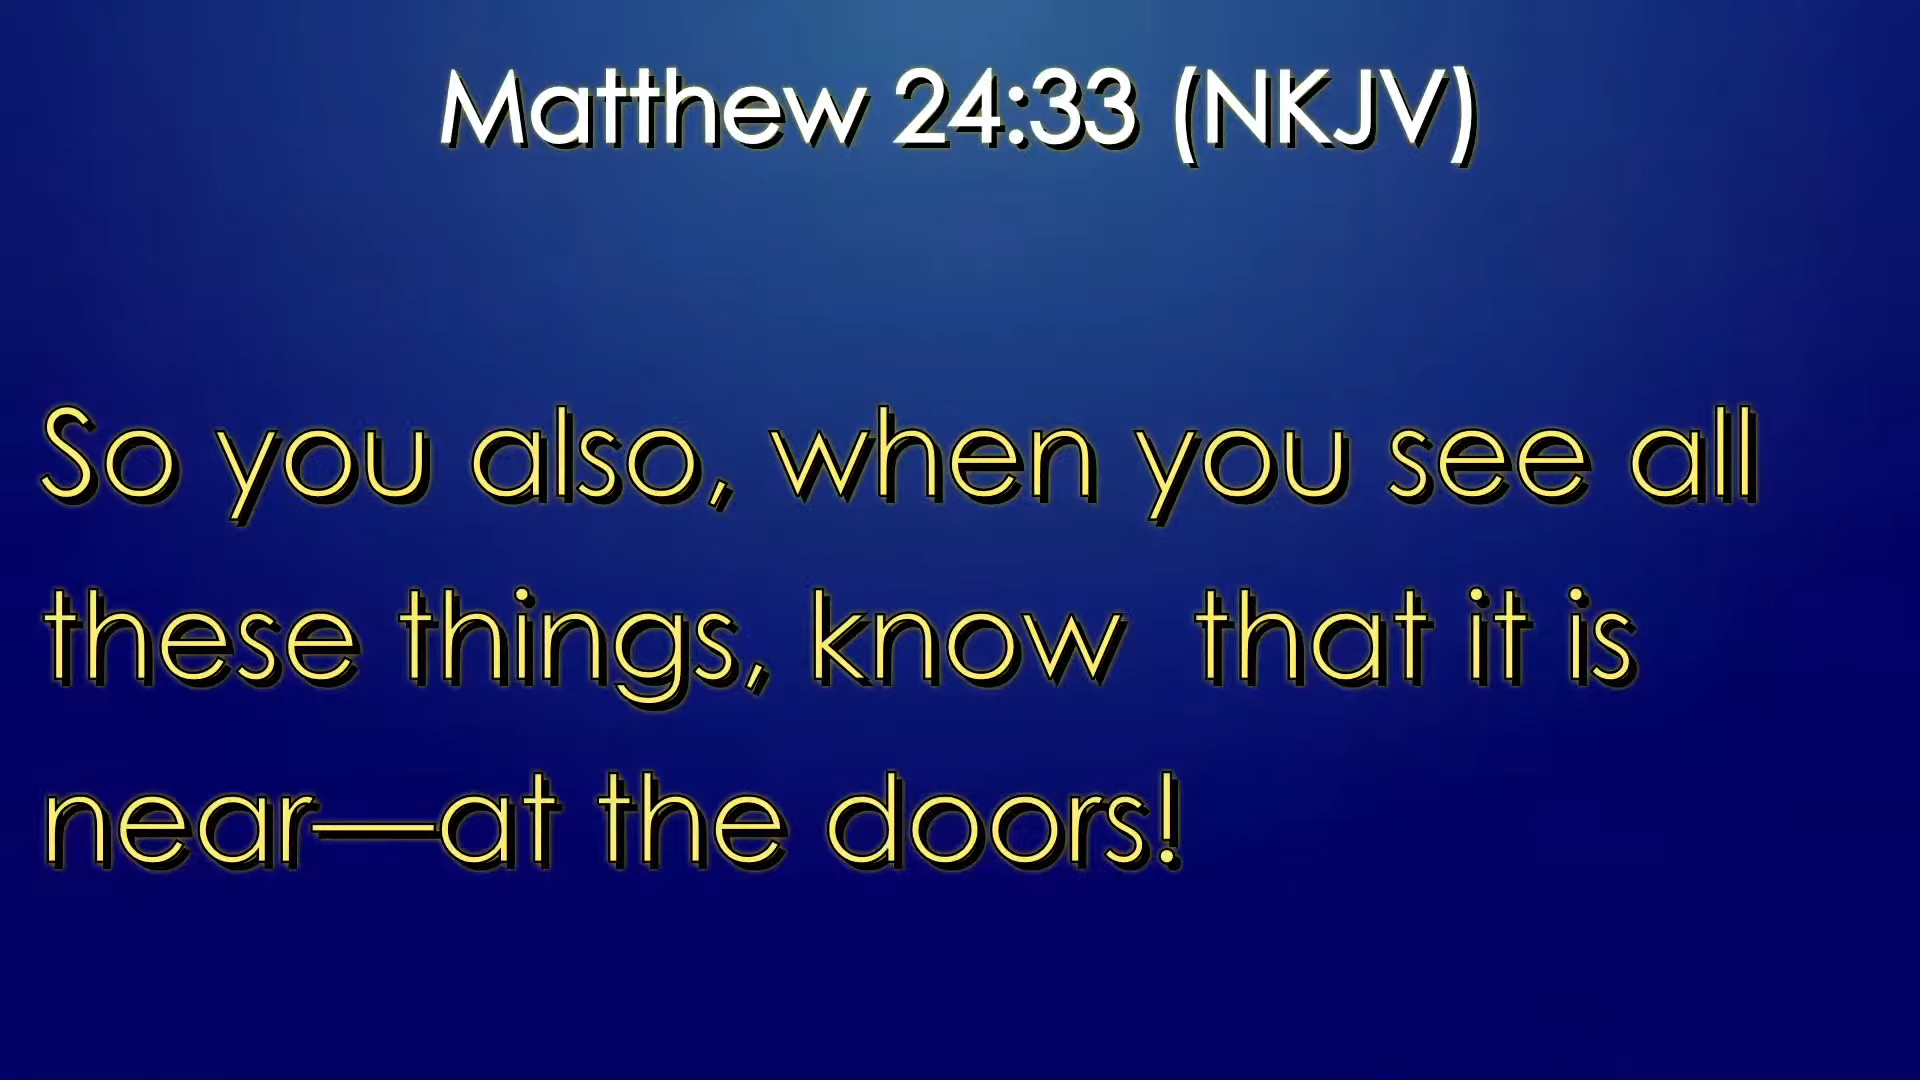 Matthew 24:33 (NKJV)
So you also, when you see all
these things, know  that it is
near—at the doors!